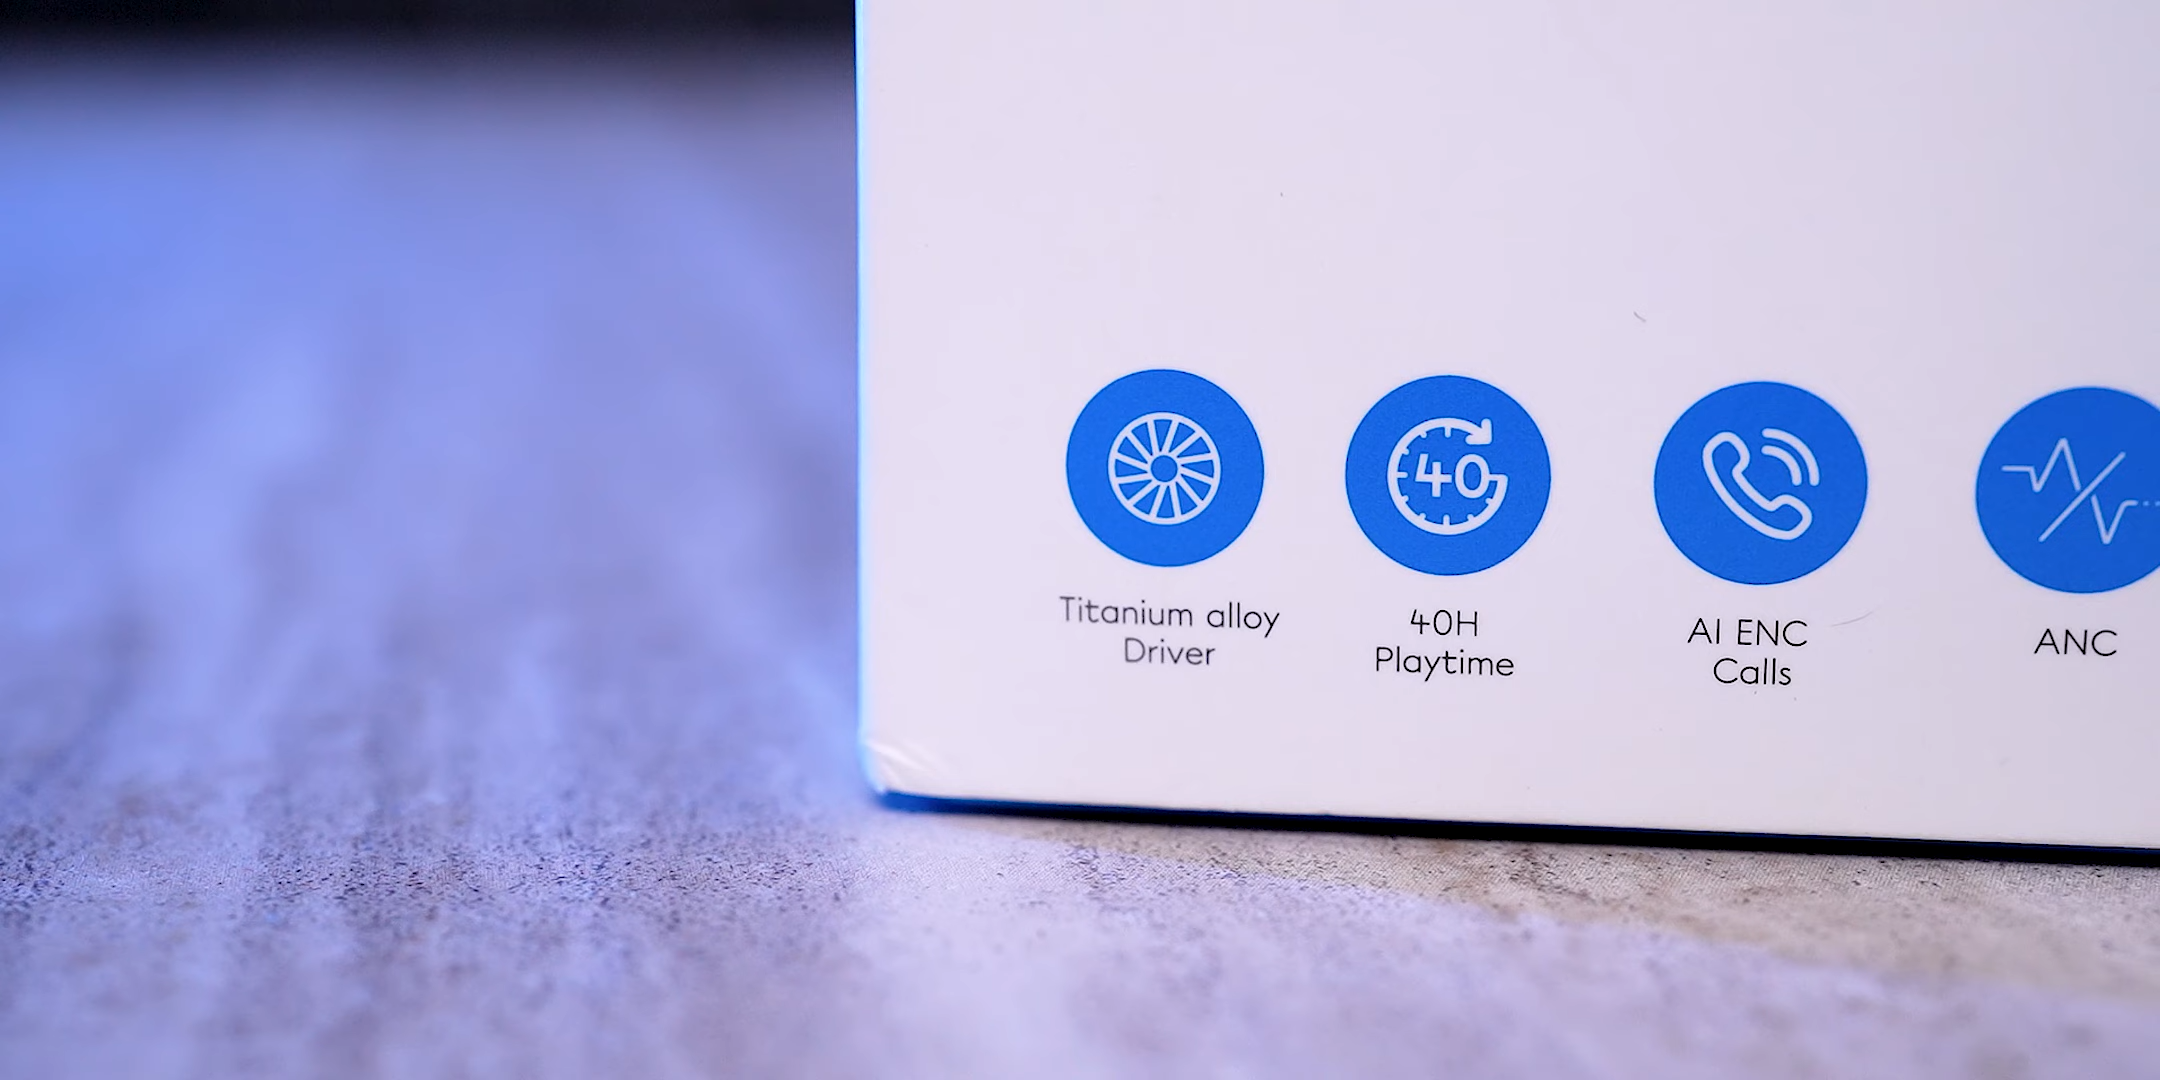 40
Titanium alloy
Driver
40H
Playtime
AI ENC
Calls
ANC